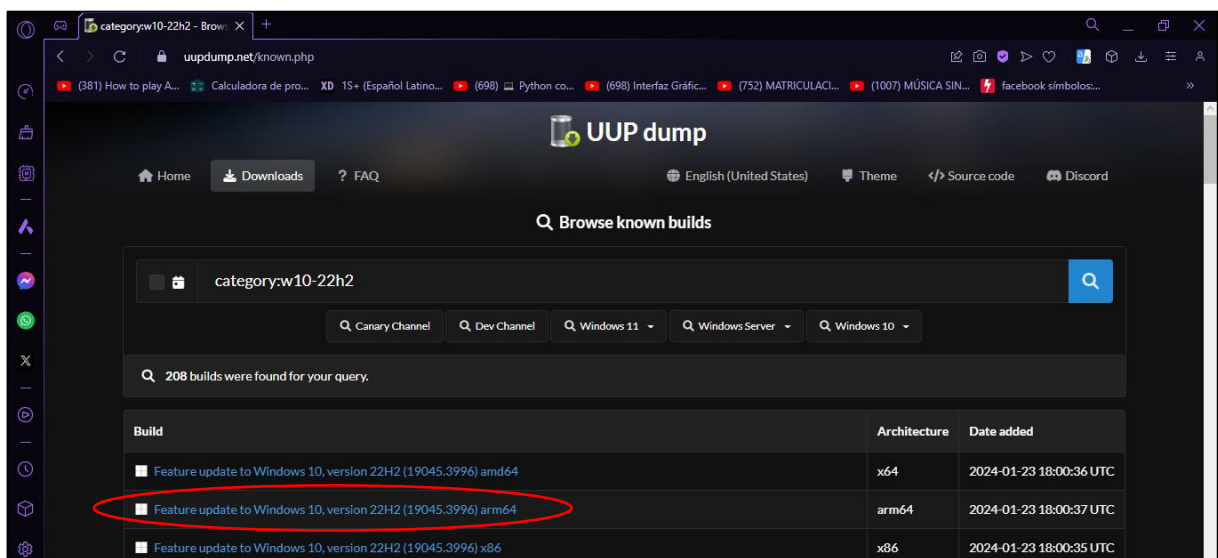 category:w10-22h2 - Brows
uupdump.net/known.php
(381) How to play A... Calculadora de pro... XD 1S+ (Español Latino... (698) Python co... (698) Interfaz Gráfic... (752) MATRICULACI... (1007) MÚSICA SIN... facebook símbolos:...
UUP dump
Home Downloads ? FAQ English (United States) Theme </> Source code Discord
Browse known builds
category:w10-22h2
Canary Channel Dev Channel Windows 11 Windows Server Windows 10
208 builds were found for your query.
Build Architecture Date added
Feature update to Windows 10, version 22H2 (19045.3996) amd64 x64 2024-01-23 18:00:36 UTC
Feature update to Windows 10, version 22H2 (19045.3996) arm64 arm64 2024-01-23 18:00:37 UTC
Feature update to Windows 10, version 22H2 (19045.3996) x86 x86 2024-01-23 18:00:35 UTC